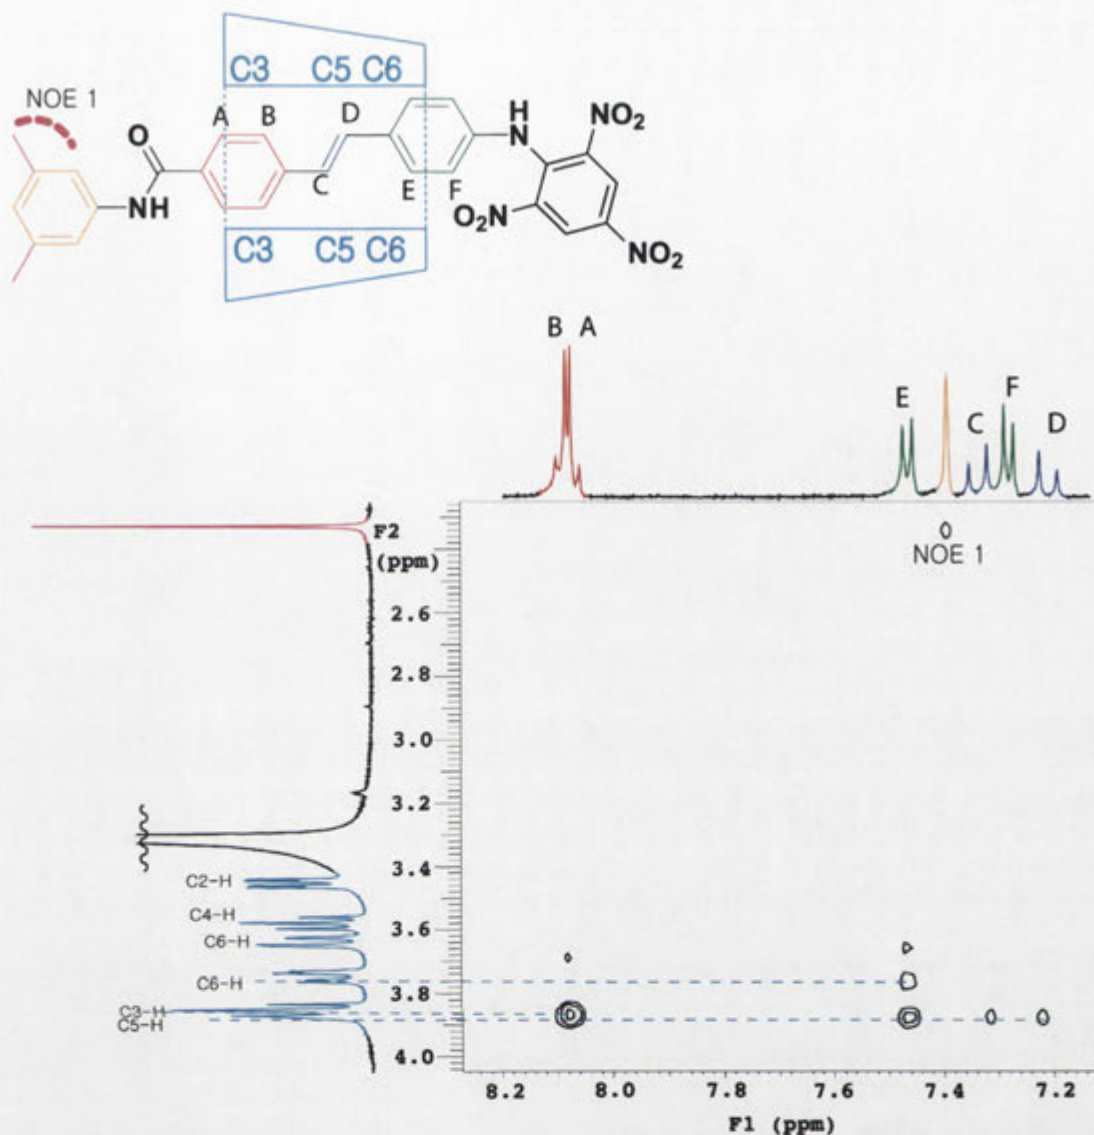 C3 C5 C6
NOE 1
A B D
O
H
N
NO2
C
E F
NH
O2N
NO2
C3 C5 C6
B A
E
C
F
D
F2
(ppm)
NOE 1
2.6
2.8
3.0
3.2
3.4
C2-H
C4-H
3.6
C6-H
C6-H
3.8
C3-H
C5-H
4.0
8.2 8.0 7.8 7.6 7.4 7.2
F1 (ppm)